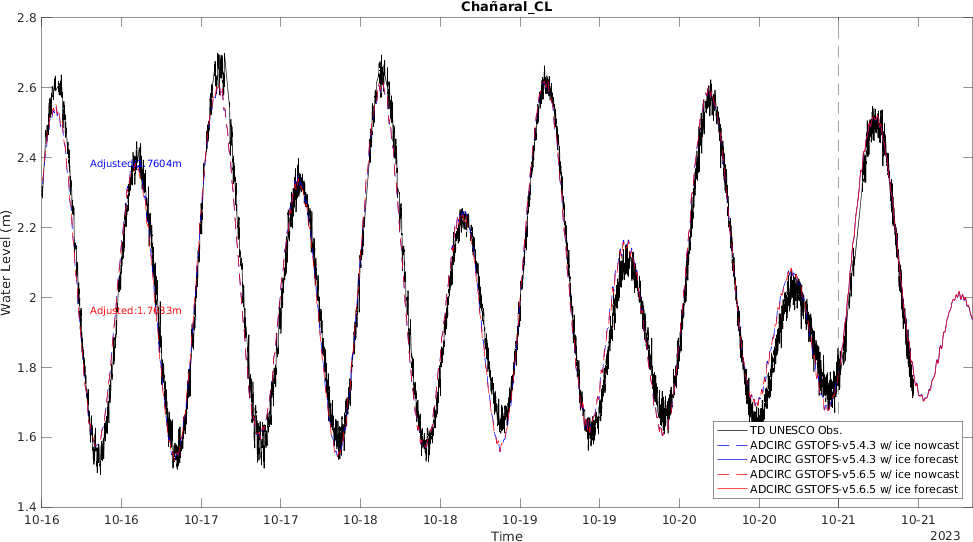 Chañaral_CL
Water Level (m)
2.8
2.6
2.4
2.2
2
1.8
1.6
1.4
Adjusted:1.7604m
TD UNESCO Obs.
ADCIRC GSTOFS-v5.4.3 w/ ice nowcast
ADCIRC GSTOFS-v5.4.3 w/ ice forecast
ADCIRC GSTOFS-v5.6.5 w/ ice nowcast
ADCIRC GSTOFS-v5.6.5 w/ ice forecast
10-16 10-16 10-17 10-17 10-18 10-18 10-19 10-19 10-20 10-20 10-21 10-21
Time
2023